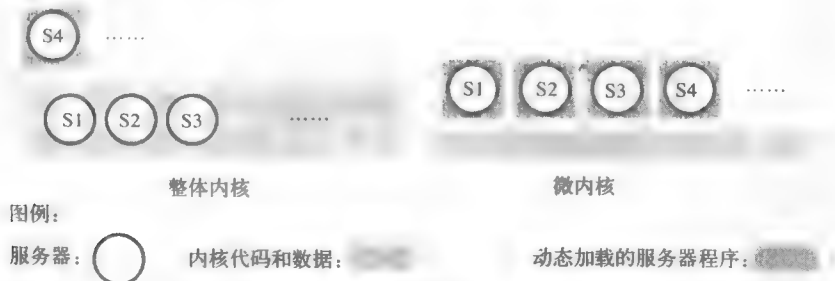 S4 ……
S1 S2 S3 ……
S1 S2 S3 S4 ……
整体内核 微内核
图例：
服务器： 内核代码和数据： 动态加载的服务器程序：